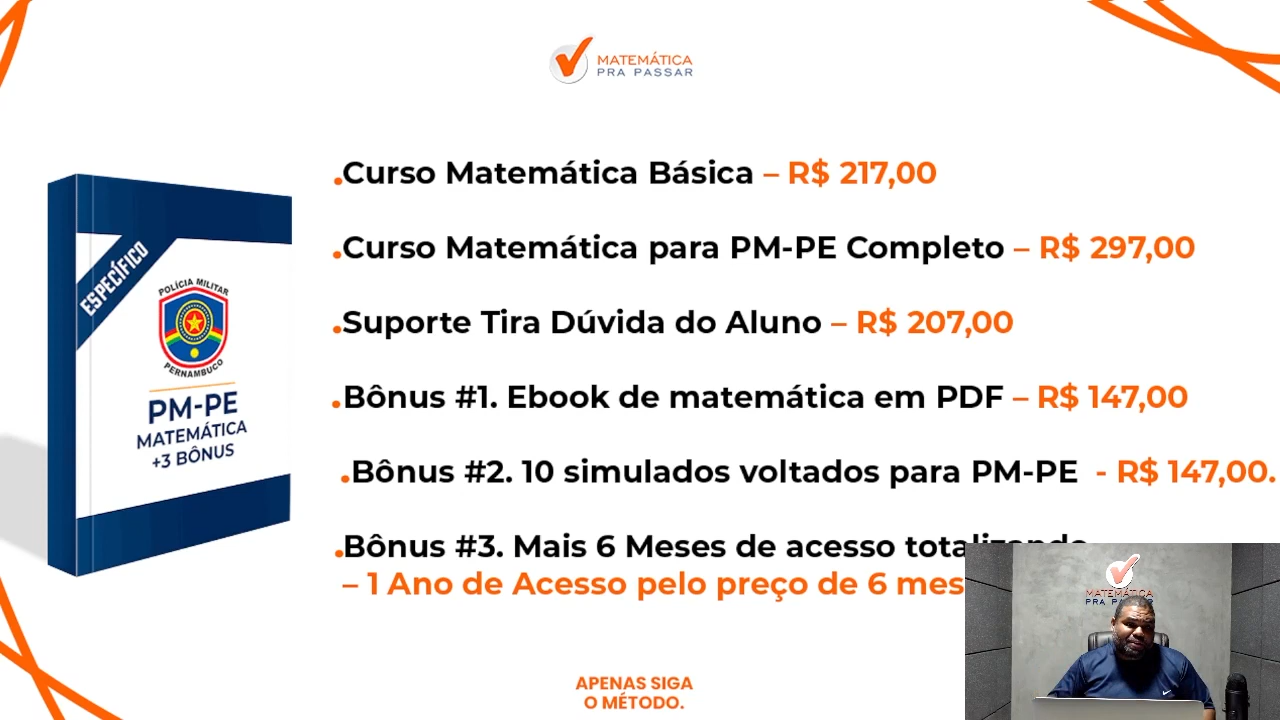 MATEMÁTICA
PRA PASSAR
.Curso Matemática Básica – R$ 217,00
.Curso Matemática para PM-PE Completo – R$ 297,00
.Suporte Tira Dúvida do Aluno – R$ 207,00
.Bônus #1. Ebook de matemática em PDF – R$ 147,00
.Bônus #2. 10 simulados voltados para PM-PE - R$ 147,00.
.Bônus #3. Mais 6 Meses de acesso totalizando
– 1 Ano de Acesso pelo preço de 6
ESPECÍFICO
POLÍCIA MILITAR
PERNAMBUCO
PM-PE
MATEMÁTICA
+3 BÔNUS
APENAS SIGA
O MÉTODO.
MATEMÁTICA
PRA